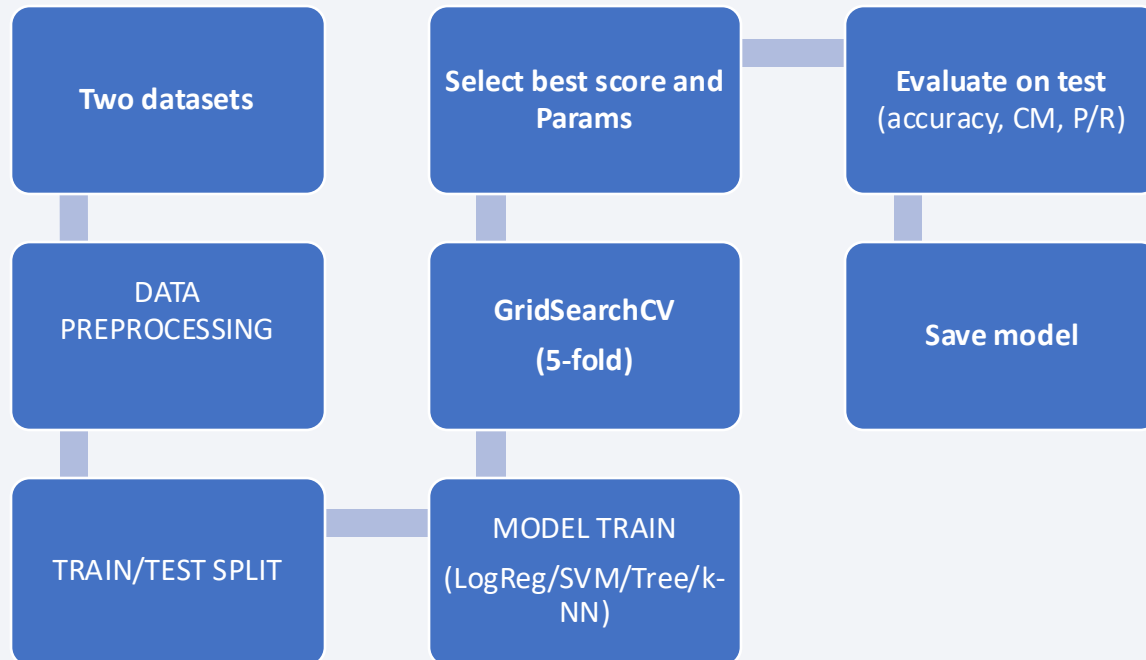 Two datasets
DATA
PREPROCESSING
TRAIN/TEST SPLIT
MODEL TRAIN
(LogReg/SVM/Tree/k-
NN)
GridSearchCV
(5-fold)
Select best score and
Params
Evaluate on test
(accuracy, CM, P/R)
Save model